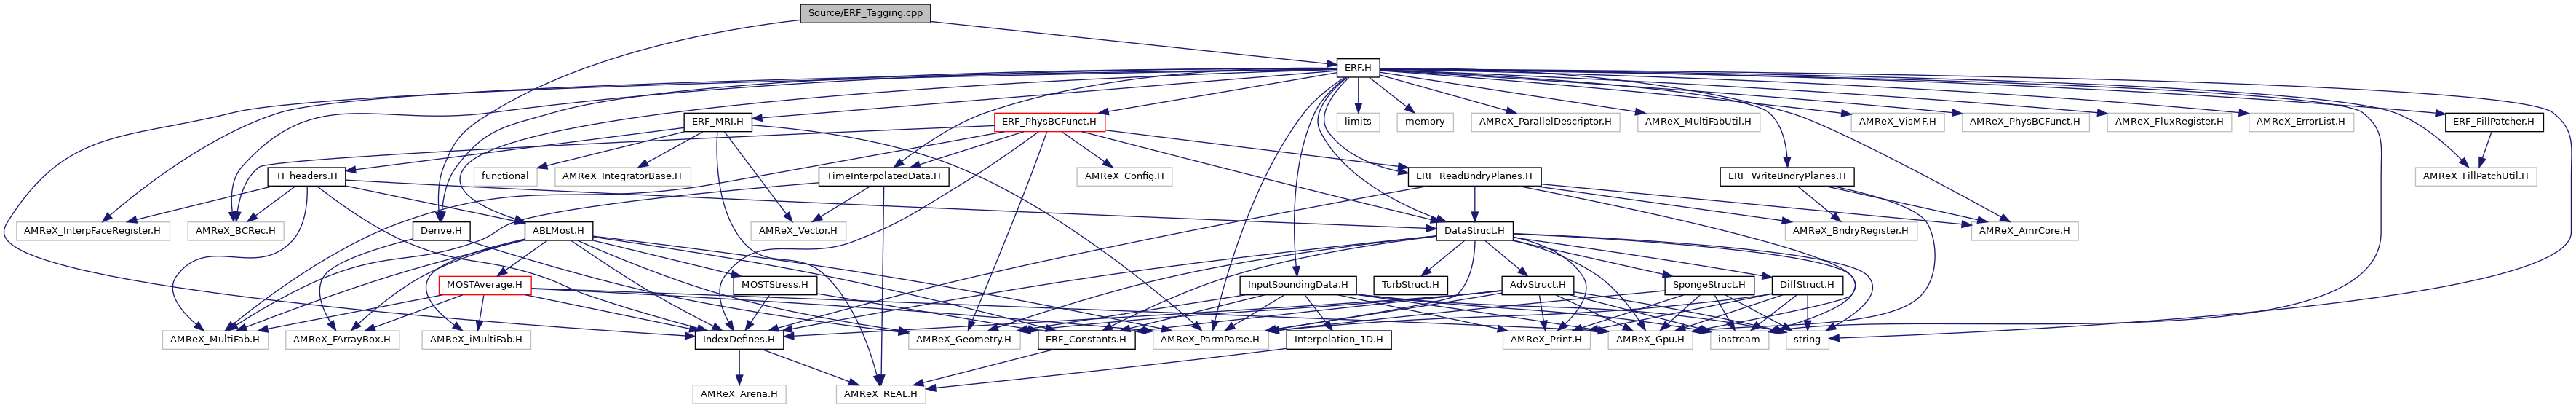 Source/ERF_Tagging.cpp
ERF.H
ERF_MRI.H
ERF_PhysBCFunct.H
limits
memory
AMReX_ParallelDescriptor.H
AMReX_MultiFabUtil.H
AMReX_VisMF.H
AMReX_PhysBCFunct.H
AMReX_FluxRegister.H
AMReX_ErrorList.H
ERF_FillPatcher.H
TI_headers.H
functional
AMReX_IntegratorBase.H
TimeInterpolatedData.H
AMReX_Config.H
ERF_ReadBndryPlanes.H
ERF_WriteBndryPlanes.H
AMReX_FillPatchUtil.H
AMReX_InterpFaceRegister.H
AMReX_BCRec.H
Derive.H
ABLMost.H
AMReX_Vector.H
DataStruct.H
AMReX_BndryRegister.H
AMReX_AmrCore.H
MOSTAverage.H
MOSTStress.H
InputSoundingData.H
TurbStruct.H
AdvStruct.H
SpongeStruct.H
DiffStruct.H
AMReX_MultiFab.H
AMReX_FArrayBox.H
AMReX_iMultiFab.H
IndexDefines.H
AMReX_Geometry.H
ERF_Constants.H
AMReX_ParmParse.H
Interpolation_1D.H
AMReX_Print.H
AMReX_Gpu.H
iostream
string
AMReX_Arena.H
AMReX_REAL.H